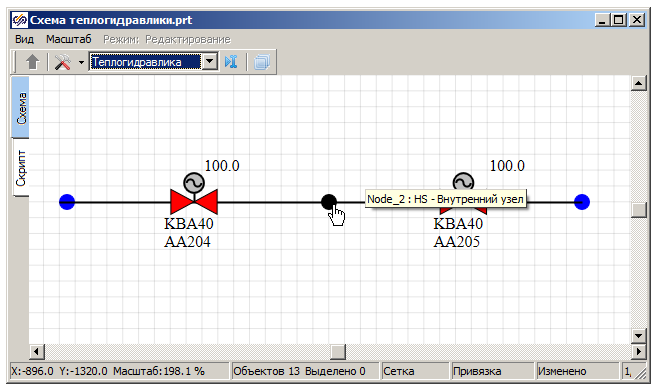 Схема теплогидравлики.prt
Вид Масштаб Режим: Редактирование
Теплогидравлика
Схема
Скрипт
100.0 100.0
Node_2 : HS - Внутренний узел
KBA40 KBA40
AA204 AA205
X:-896.0 Y:-1320.0 Масштаб:198.1 % Объектов 13 Выделено 0 Сетка Привязка Изменено 1,